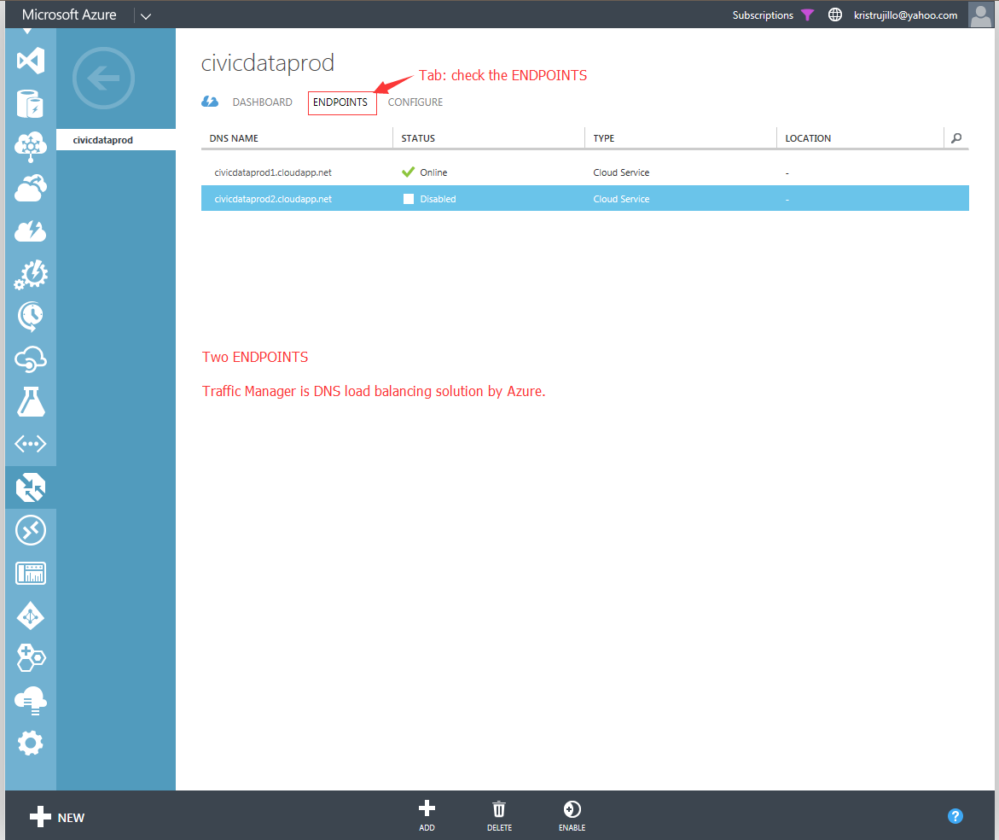 Microsoft Azure
Subscriptions kristrujillo@yahoo.com
civicdataprod
civicdataprod
Tab: check the ENDPOINTS
DASHBOARD ENDPOINTS CONFIGURE
DNS NAME STATUS TYPE LOCATION
civicdataprod1.cloudapp.net Online Cloud Service -
civicdataprod2.cloudapp.net Disabled Cloud Service -
Two ENDPOINTS
Traffic Manager is DNS load balancing solution by Azure.
NEW
ADD DELETE ENABLE
?